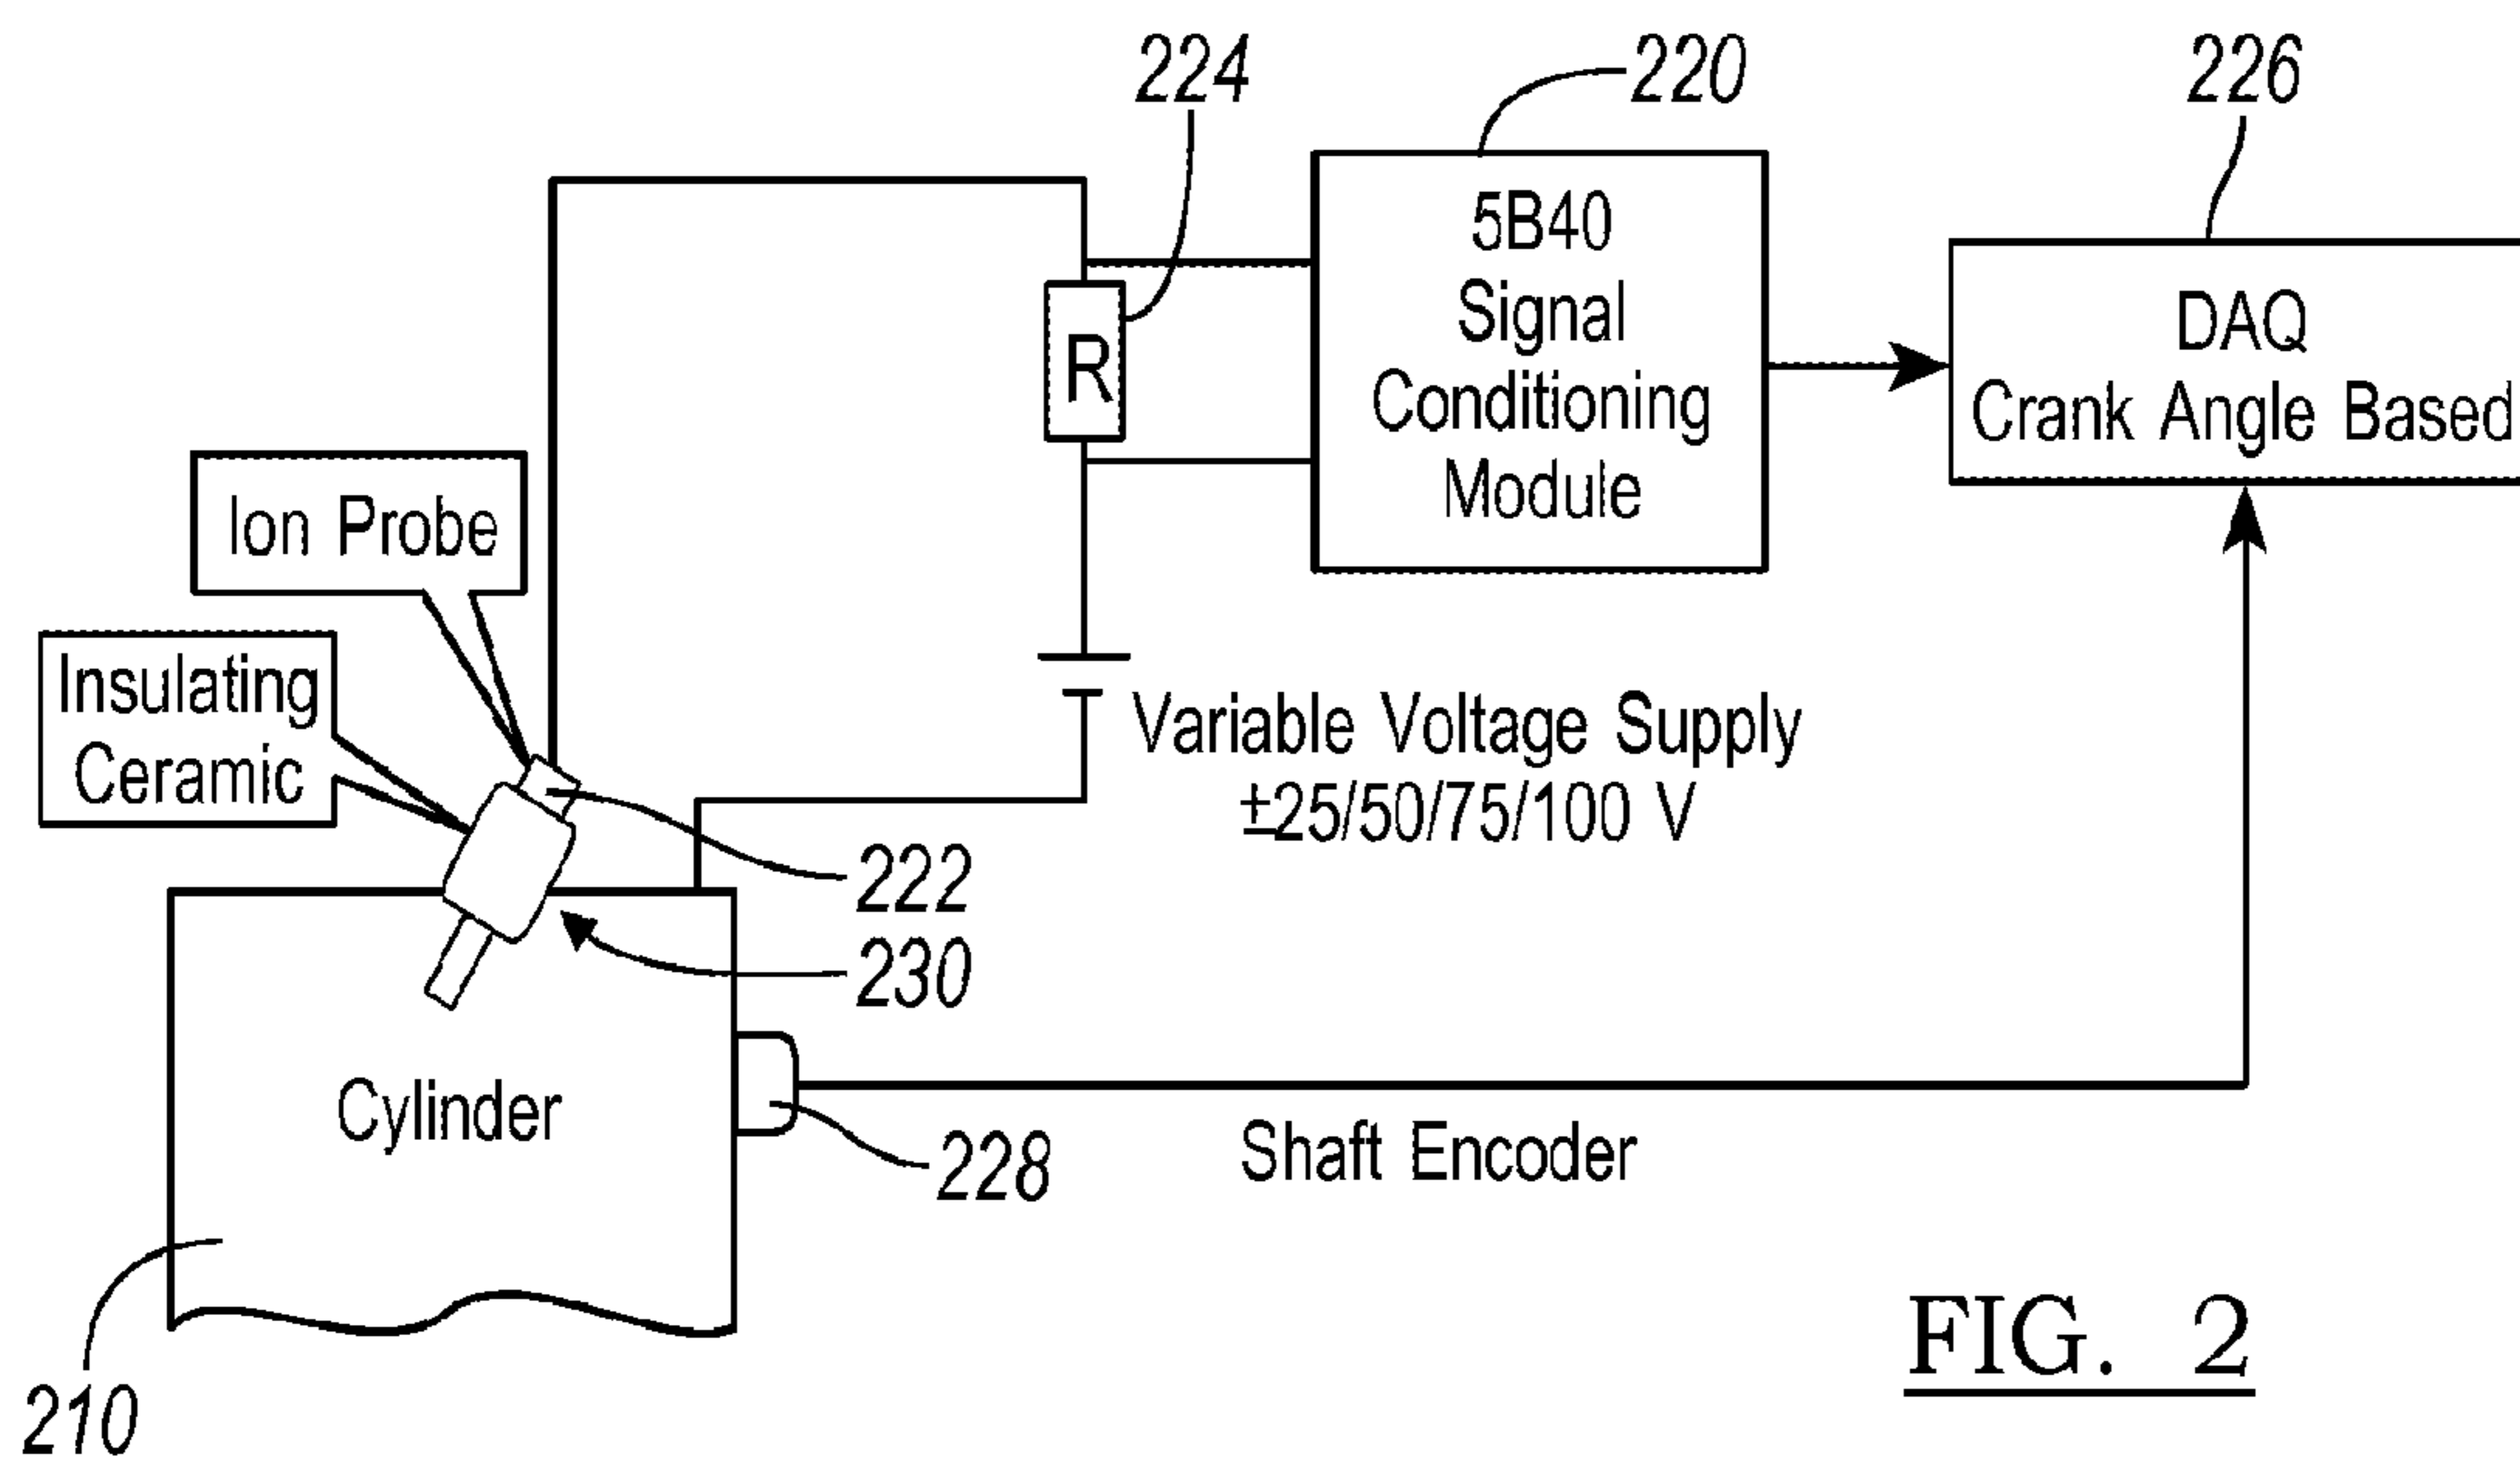 224
220
226
5B40
Signal
Conditioning
Module
DAQ
Crank Angle Based
R
Ion Probe
Insulating
Ceramic
Variable Voltage Supply
±25/50/75/100 V
222
230
Cylinder
228
Shaft Encoder
210
FIG. 2